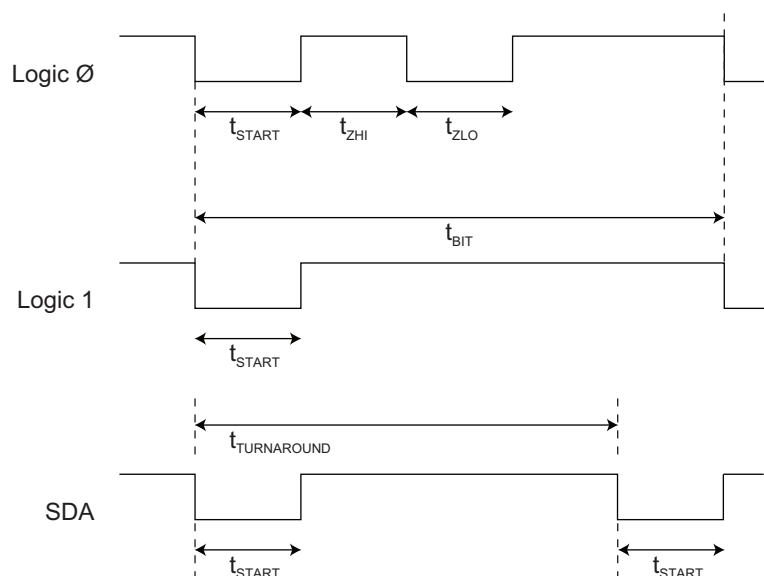 Logic Ø
tSTART tZHI tZLO
tBIT
Logic 1
tSTART
tTURNAROUND
SDA
tSTART tSTART